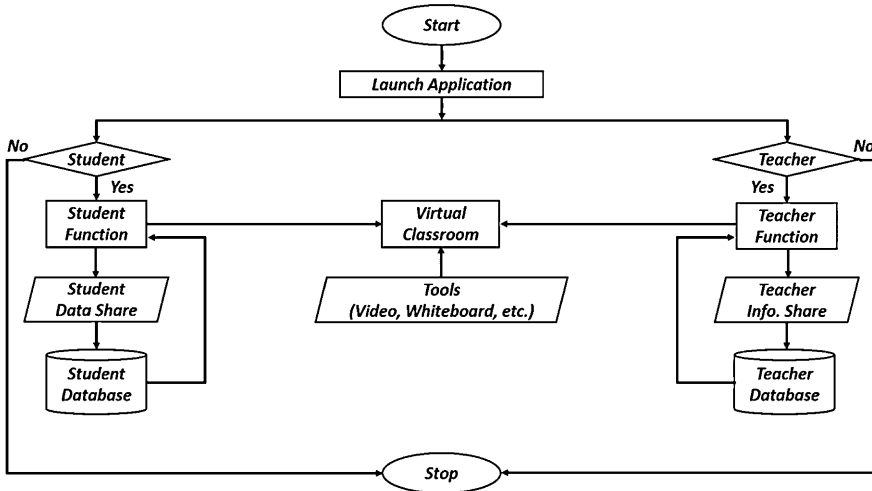 Start
Launch Application
No
Student
Teacher
No
Yes
Yes
Student
Function
Virtual
Classroom
Teacher
Function
Student
Data Share
Tools
(Video, Whiteboard, etc.)
Teacher
Info. Share
Student
Database
Teacher
Database
Stop